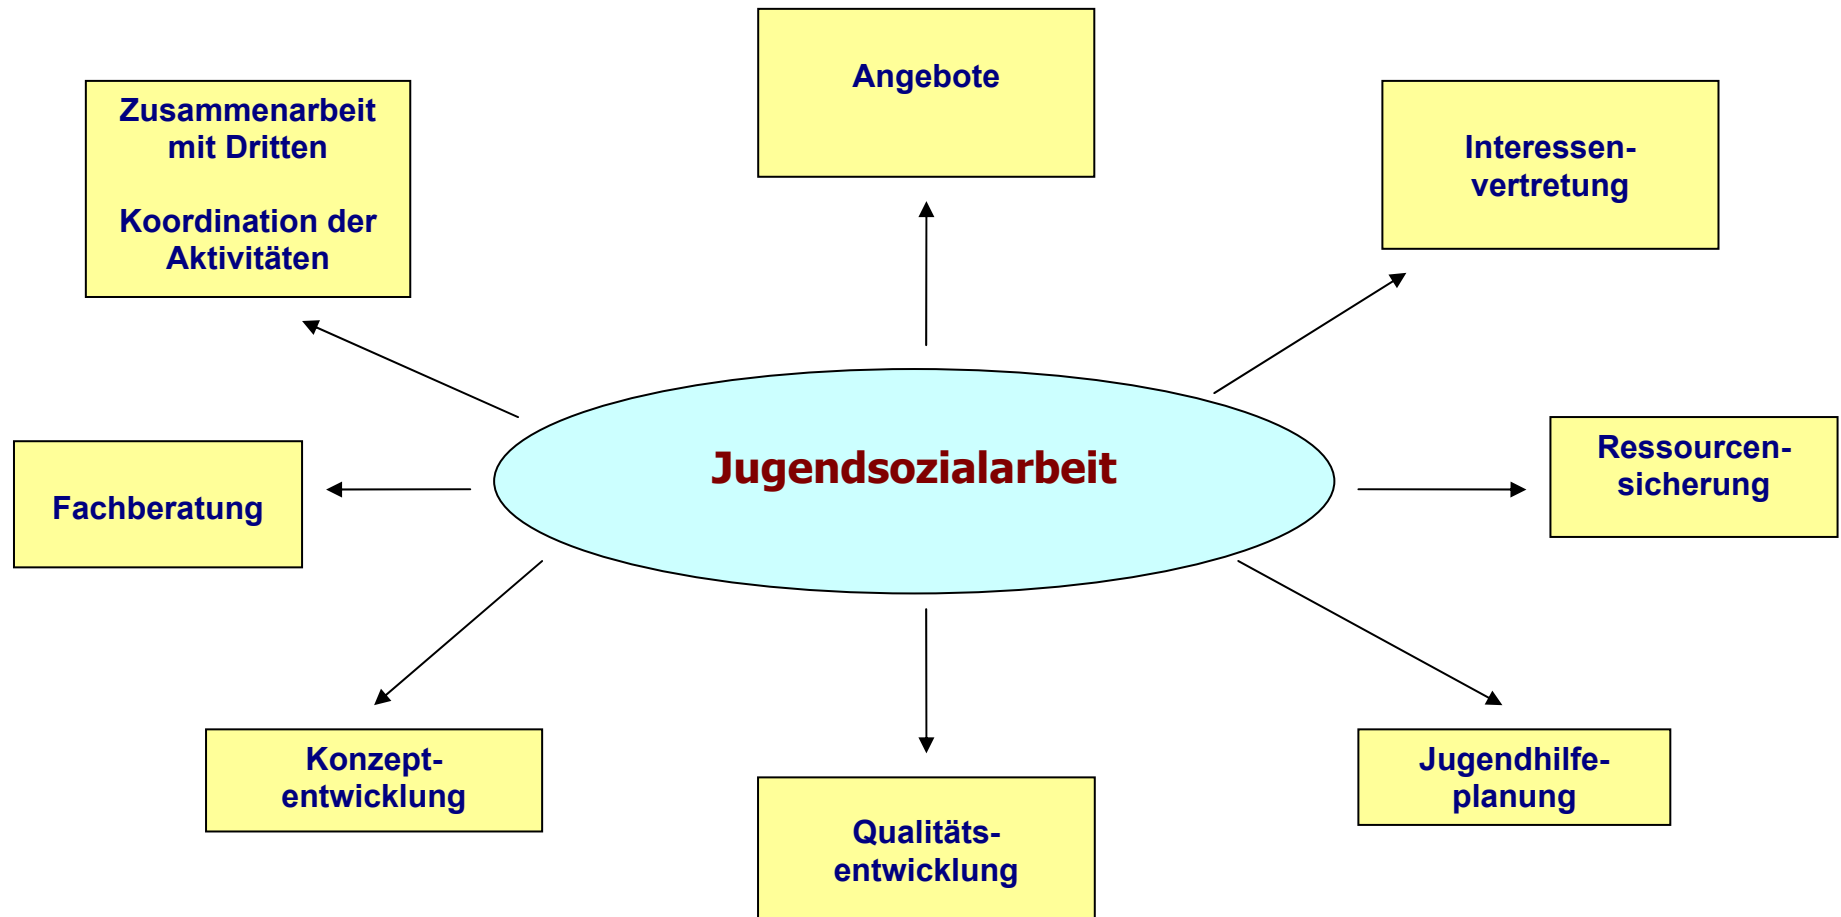 Angebote
Zusammenarbeit
mit Dritten
Koordination der
Aktivitäten
Interessen-
vertretung
Jugendsozialarbeit
Ressourcen-
sicherung
Fachberatung
Konzept-
entwicklung
Jugendhilfe-
planung
Qualitäts-
entwicklung